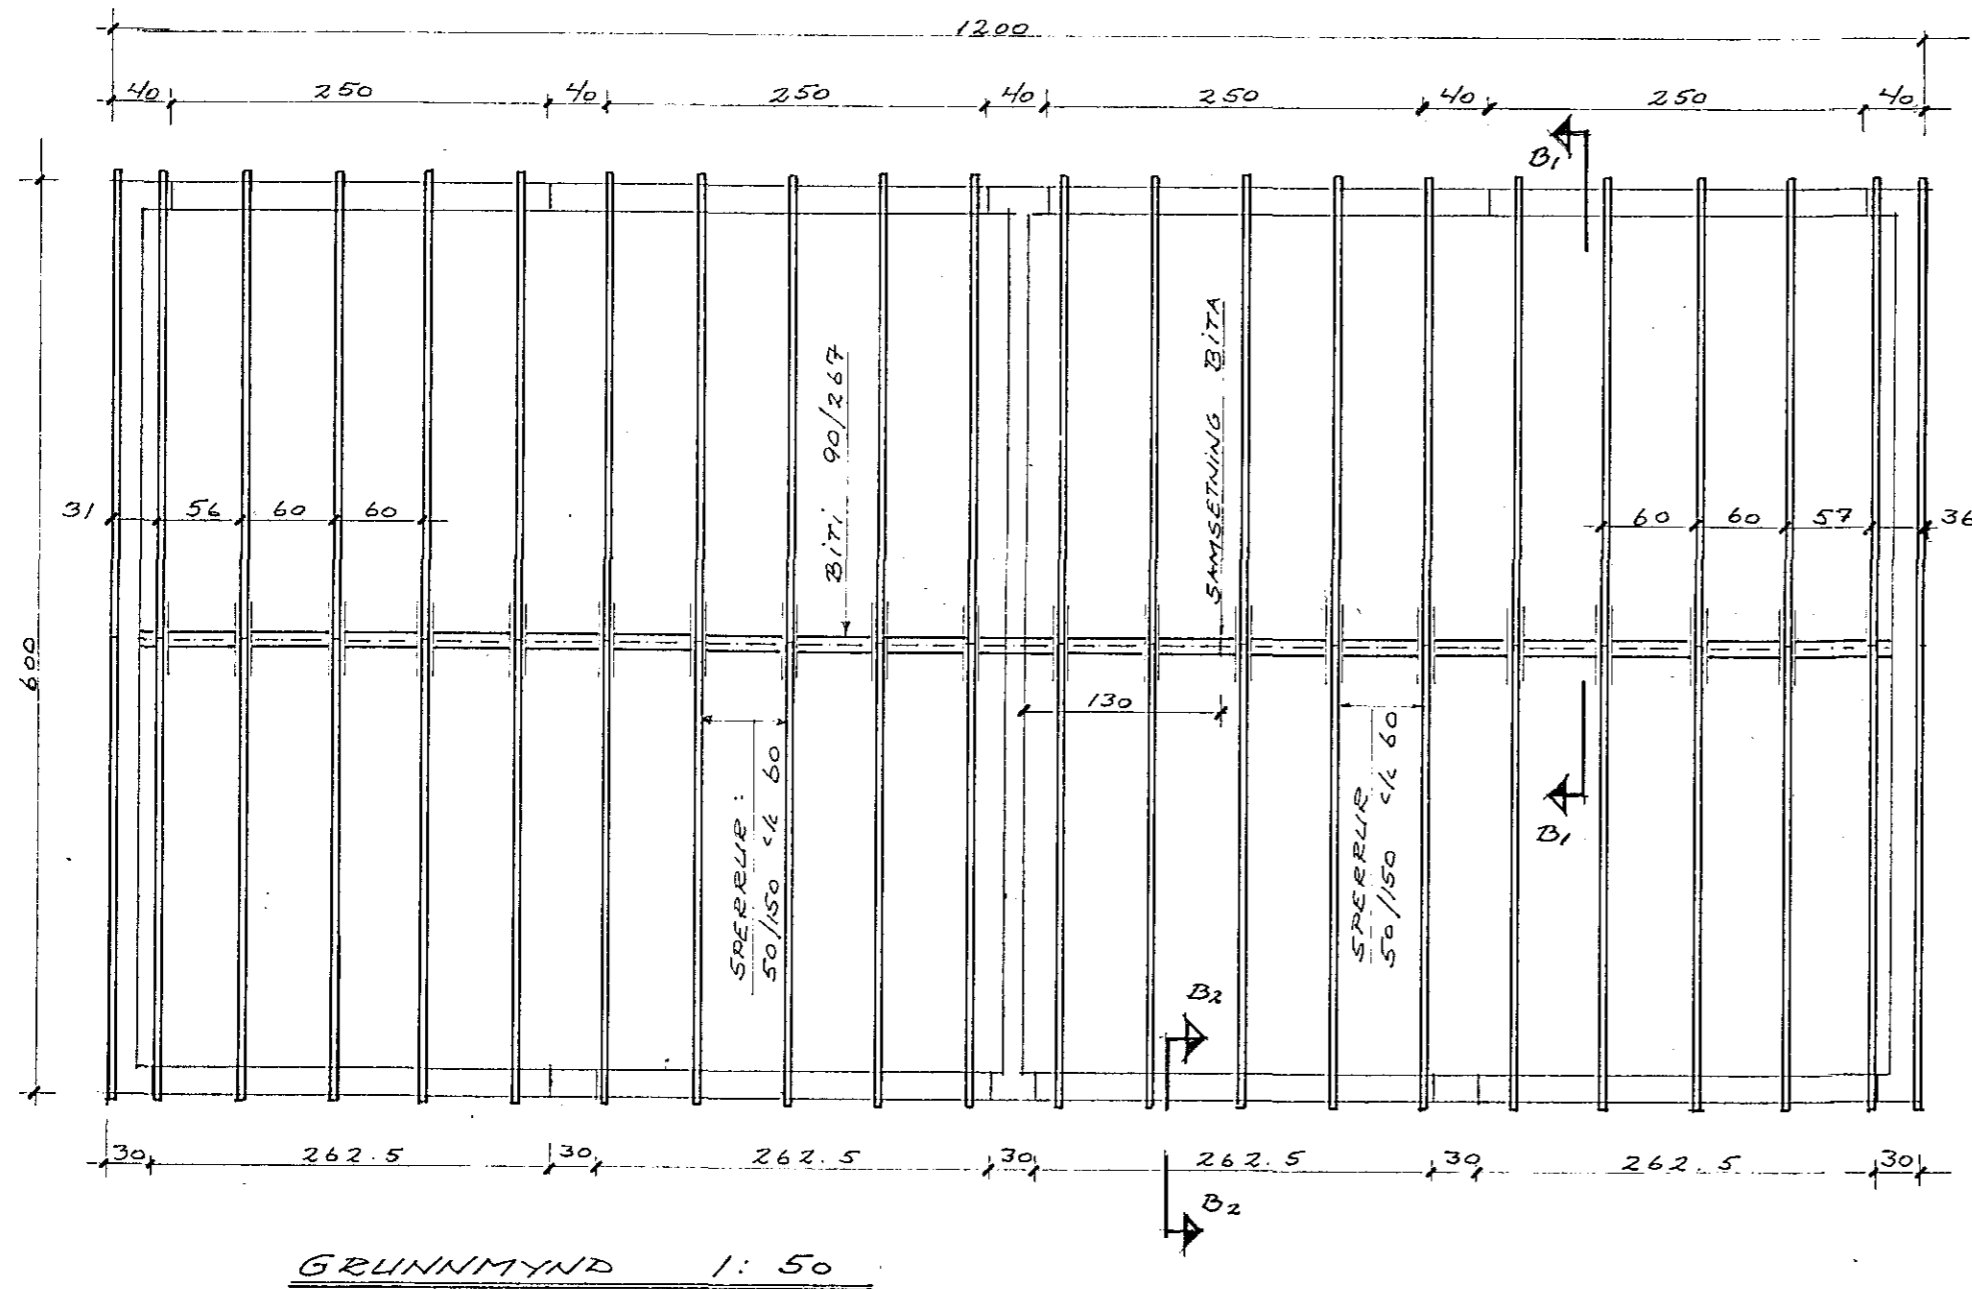 1200
40 250 40 250 40 250 40 250 40
B1
BITI 90/267
SAMSETNING BITA
31 56 60 60
60 60 57 36
600
130
SPERRUR:
50/150 c/c 60
SPERRUR
50/150 c/c 60
B1
B2
30 262.5 30 262.5 30 262.5 30 262.5 30
B2
GRUNNMYND 1:50